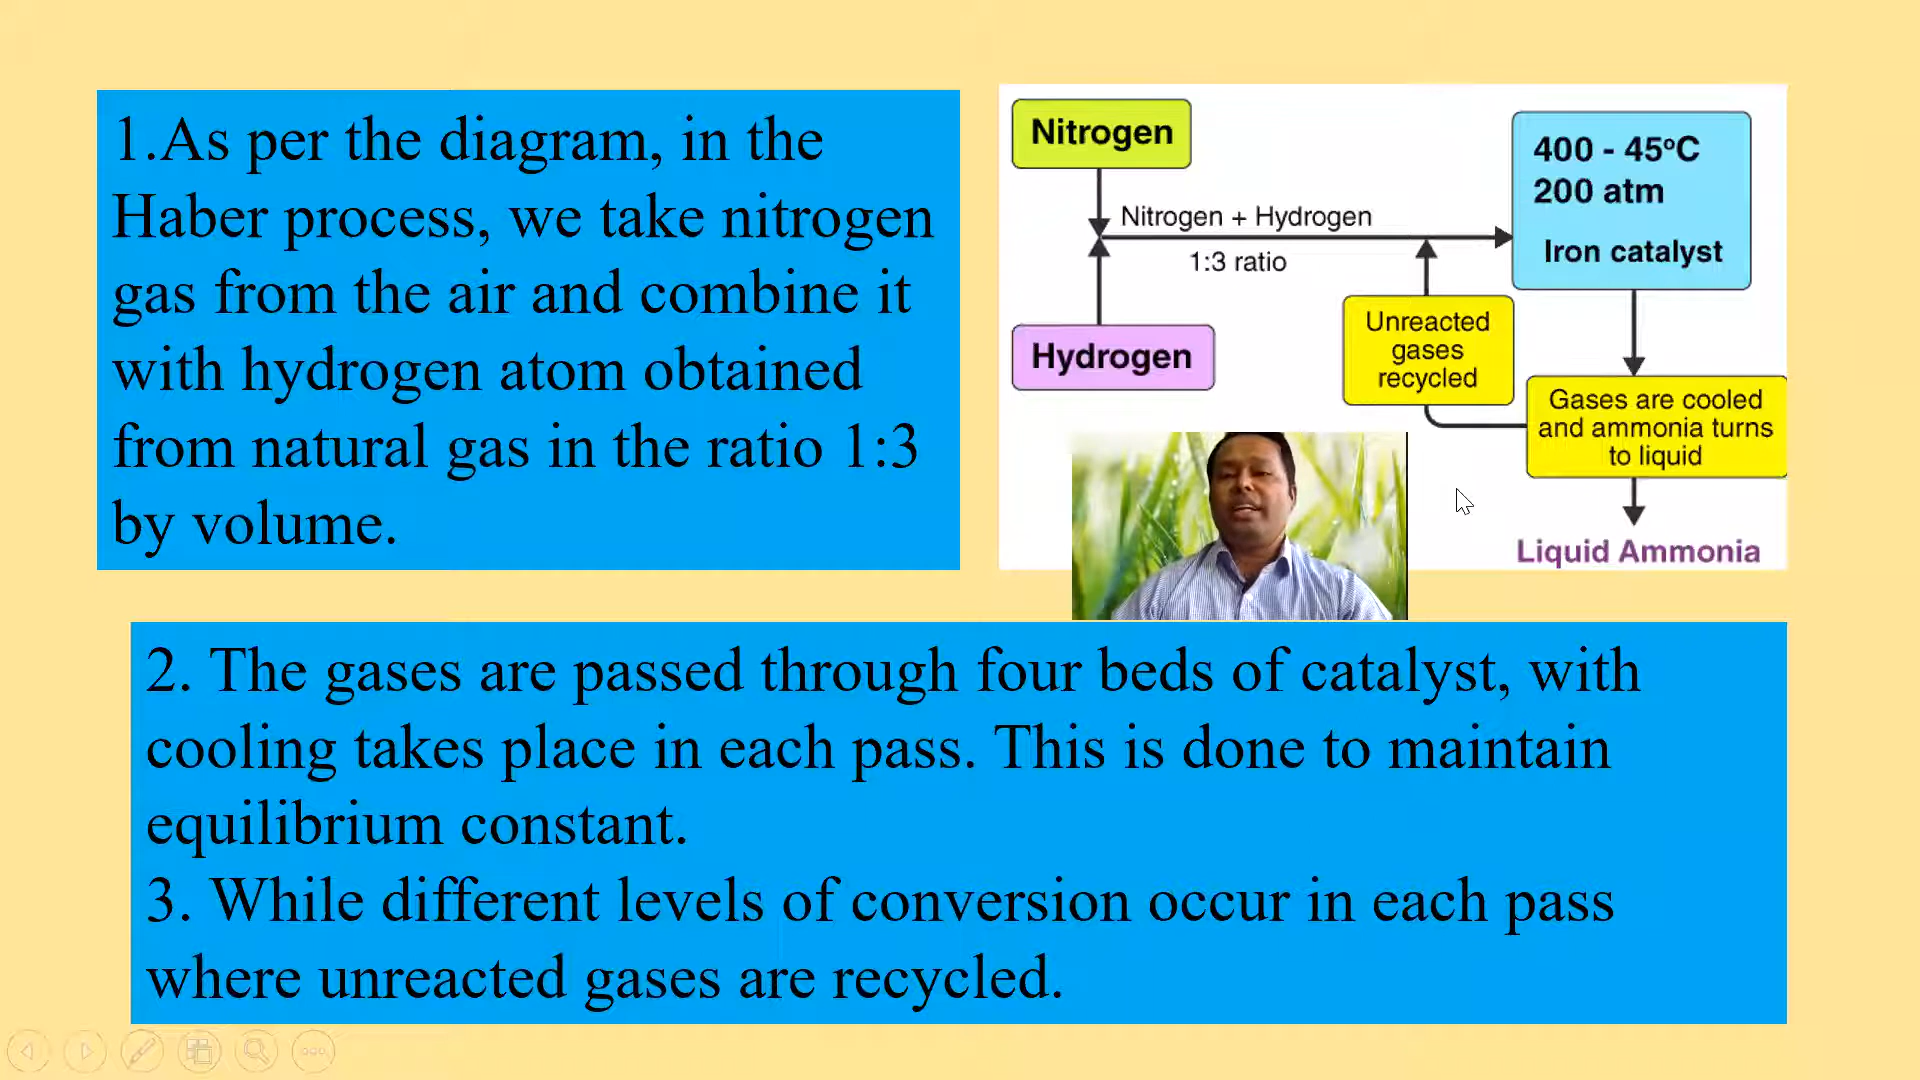 1.As per the diagram, in the
Haber process, we take nitrogen
gas from the air and combine it
with hydrogen atom obtained
from natural gas in the ratio 1:3
by volume.
Nitrogen
Nitrogen + Hydrogen
1:3 ratio
Hydrogen
400 - 45ºC
200 atm
Iron catalyst
Unreacted
gases
recycled
Gases are cooled
and ammonia turns
to liquid
Liquid Ammonia
2. The gases are passed through four beds of catalyst, with
cooling takes place in each pass. This is done to maintain
equilibrium constant.
3. While different levels of conversion occur in each pass
where unreacted gases are recycled.